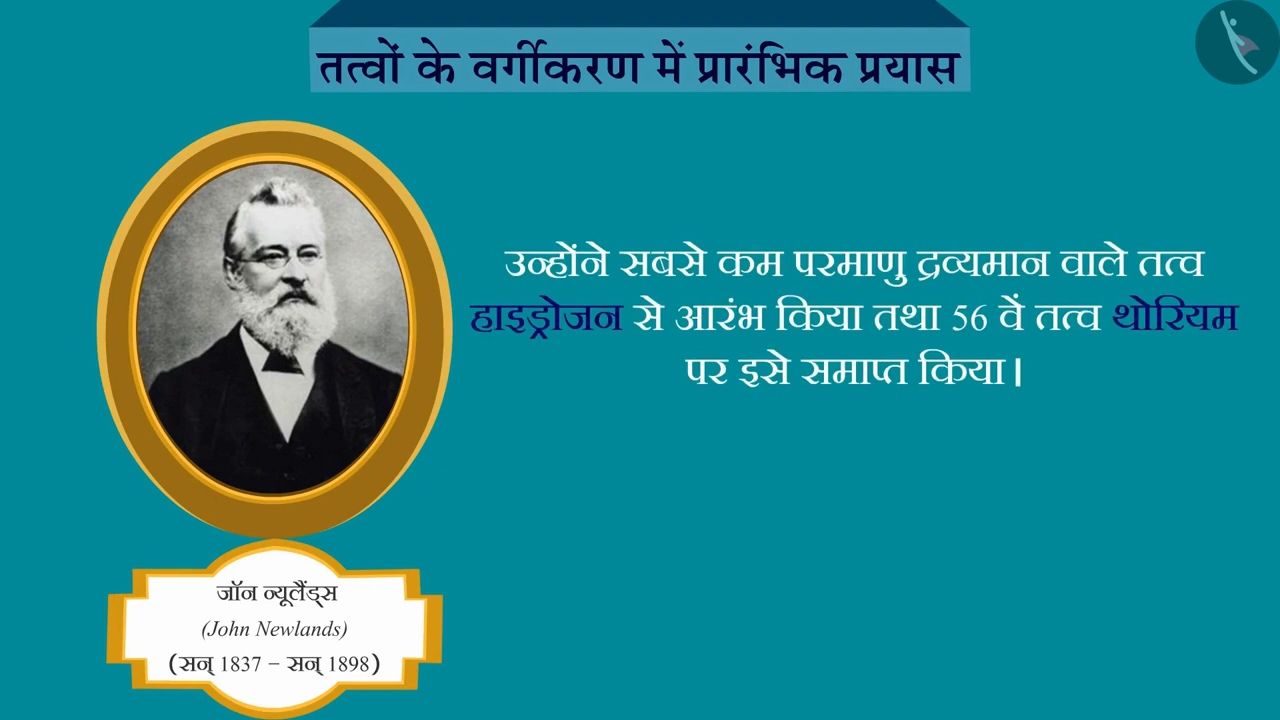 तत्वों के वर्गीकरण में प्रारंभिक प्रयास
उन्होंने सबसे कम परमाणु द्रव्यमान वाले तत्व
हाइड्रोजन से आरंभ किया तथा 56 वें तत्व थोरियम
पर इसे समाप्त किया।
जॉन न्यूलैंड्स
(John Newlands)
(सन् 1837 – सन् 1898)